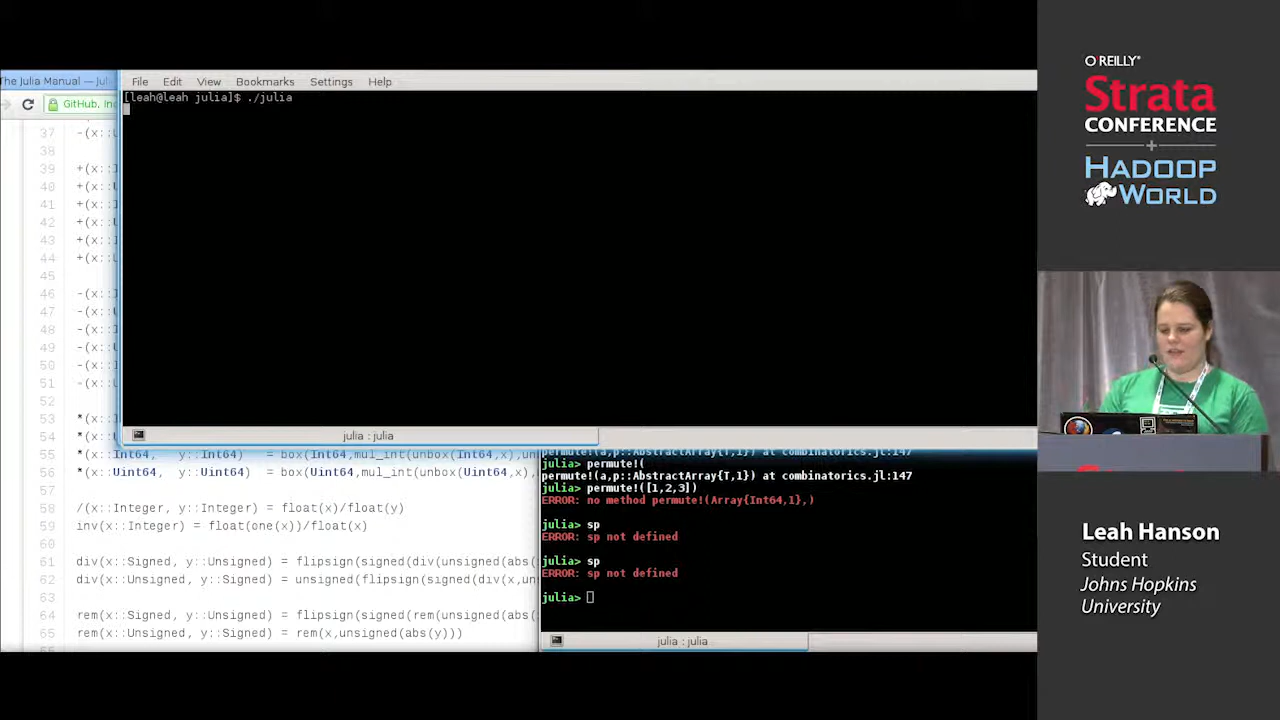 The Julia Manual — Jul
GitHub, In
File Edit View Bookmarks Settings Help
[leah@leah julia]$ ./julia
37 -(x::
38
39 +(x::
40 +(x::
41 +(x::
42 +(x::
43 +(x::
44 +(x::
45
46 -(x::
47 -(x::
48 -(x::
49 -(x::
50 -(x::
51 -(x::
52
53 *(x::
54 *(x::
55 *(x::Int64, y::Int64) = box(Int64,mul_int(unbox(Int64,x),
56 *(x::Uint64, y::Uint64) = box(Uint64,mul_int(unbox(Uint64,x),
57
58 /(x::Integer, y::Integer) = float(x)/float(y)
59 inv(x::Integer) = float(one(x))/float(x)
60
61 div(x::Signed, y::Unsigned) = flipsign(signed(div(unsigned(abs(
62 div(x::Unsigned, y::Signed) = unsigned(flipsign(signed(div(x,un
63
64 rem(x::Signed, y::Unsigned) = flipsign(signed(rem(unsigned(abs(
65 rem(x::Unsigned, y::Signed) = rem(x,unsigned(abs(y)))
julia : julia
permute!(a,p::AbstractArray{T,1}) at combinatorics.jl:147
julia> permute!(
permute!(a,p::AbstractArray{T,1}) at combinatorics.jl:147
julia> permute!([1,2,3])
ERROR: no method permute!(Array{Int64,1},)
julia> sp
ERROR: sp not defined
julia> sp
ERROR: sp not defined
julia>
julia : julia
O REILLY®
Strata
CONFERENCE
+
HADOOP
WORLD
Leah Hanson
Student
Johns Hopkins
University